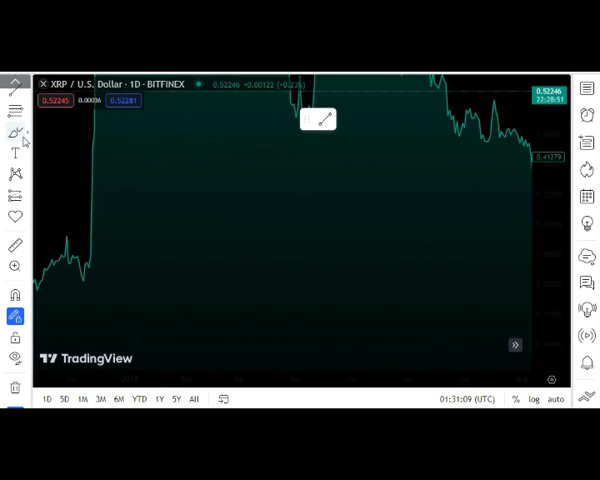 XRP / U.S. Dollar · 1D · BITFINEX
0.52246 -0.00122
0.52245 0.00036 0.52281
0.52246
22:28:51
0.41279
TradingView
1D 5D 1M 3M 6M YTD 1Y 5Y All
01:31:09 (UTC) % log auto